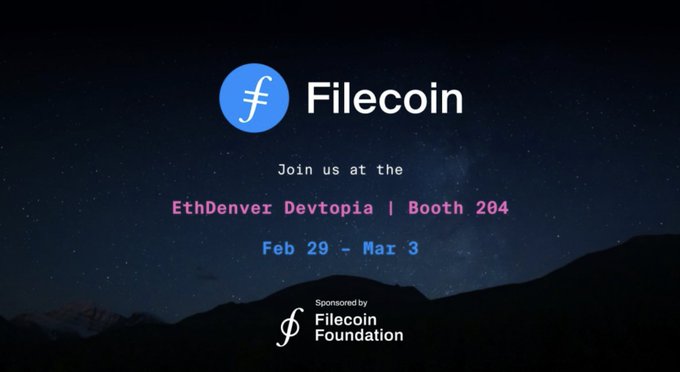 Filecoin
Join us at the
EthDenver Devtopia | Booth 204
Feb 29 – Mar 3
Sponsored by
Filecoin
Foundation